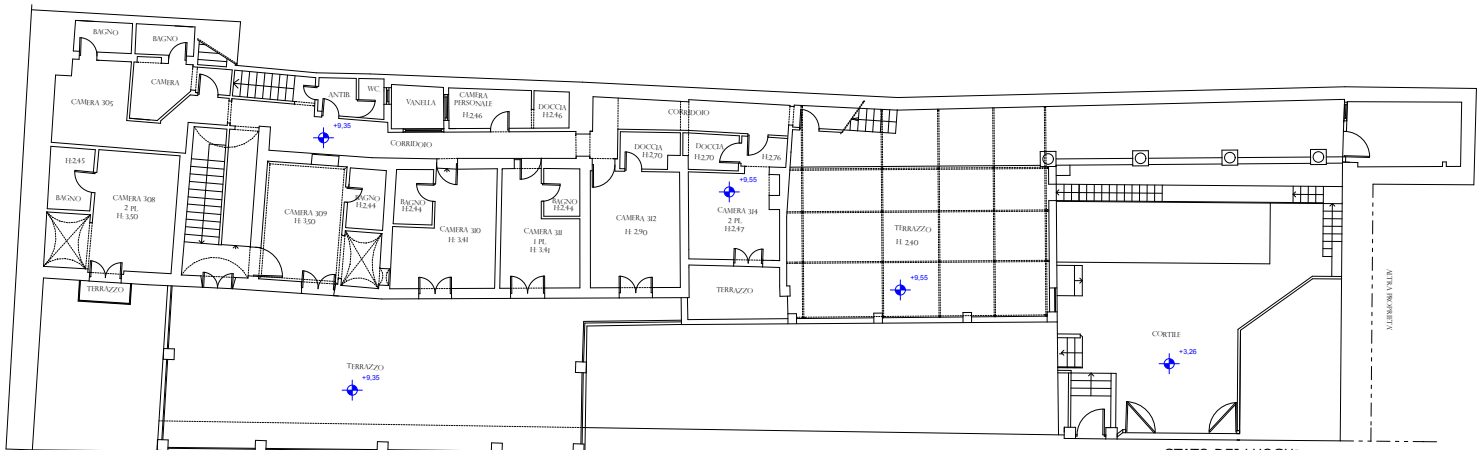 BAGNO
BAGNO
CAMERA
CAMERA 305
ANTIB.
WC
VANELLA
CAMERA
PERSONALE
H:2,46
DOCCIA
H:2,46
CORRIDOIO
+9,35
CORRIDOIO
DOCCIA
H:2,70
DOCCIA
H:2,70
H:2,76
H:2,45
BAGNO
CAMERA 308
2 PL
H: 3,50
CAMERA 309
H: 3,50
BAGNO
H:2,44
BAGNO
H:2,44
CAMERA 310
H: 3,41
BAGNO
H:2,44
CAMERA 311
1 PL
H: 3,41
CAMERA 312
H: 2,90
+9,55
CAMERA 314
2 PL
H:2,47
TERRAZZO
H: 2,40
+9,55
TERRAZZO
TERRAZZO
TERRAZZO
+9,35
CORTILE
+3,26
ALTRA PROPRIETA'